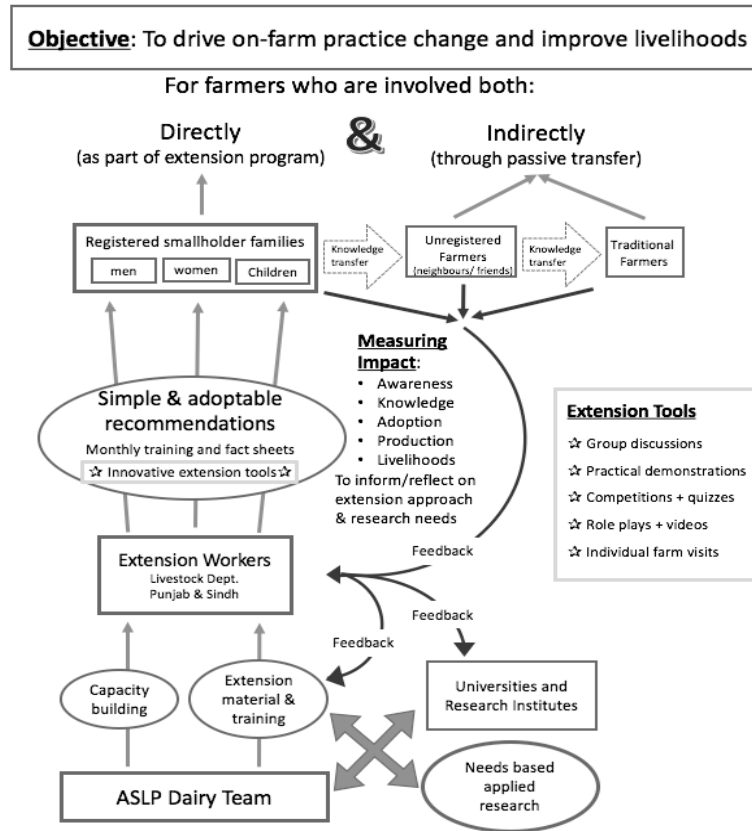 Objective: To drive on-farm practice change and improve livelihoods
For farmers who are involved both:
Directly
(as part of extension program)
&
Indirectly
(through passive transfer)
Registered smallholder families
men
women
Children
Knowledge
transfer
Unregistered
Farmers
(neighbours/ friends)
Knowledge
transfer
Traditional
Farmers
Measuring
Impact:
• Awareness
• Knowledge
• Adoption
• Production
• Livelihoods
To inform/reflect on
extension approach
& research needs
Simple & adoptable
recommendations
Monthly training and fact sheets
☆ Innovative extension tools☆
Extension Tools
☆ Group discussions
☆ Practical demonstrations
☆ Competitions + quizzes
☆ Role plays + videos
☆ Individual farm visits
Feedback
Extension Workers
Livestock Dept.
Punjab & Sindh
Feedback
Feedback
Capacity
building
Extension
material &
training
Universities and
Research Institutes
ASLP Dairy Team
Needs based
applied
research